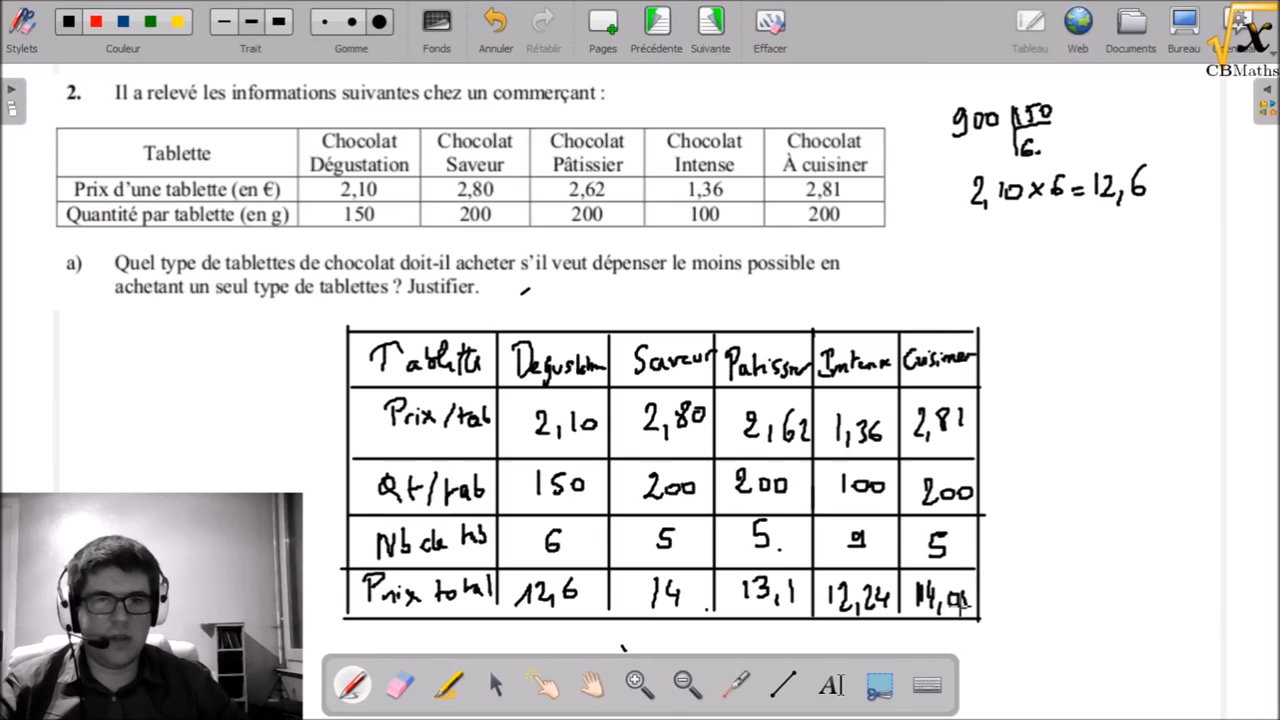 Stylets Couleur Trait Gomme Fonds Annuler Rétablir Pages Précédente Suivante Effacer Tableau Web Documents Bureau
CBMaths
2. Il a relevé les informations suivantes chez un commerçant :
Tablette Chocolat Dégustation Chocolat Saveur Chocolat Pâtissier Chocolat Intense Chocolat À cuisiner
Prix d'une tablette (en €) 2,10 2,80 2,62 1,36 2,81
Quantité par tablette (en g) 150 200 200 100 200
900 150
6.
2,10 x 6 = 12,6
a) Quel type de tablettes de chocolat doit-il acheter s'il veut dépenser le moins possible en
achetant un seul type de tablettes ? Justifier.
Tablette Saveur Intense Cuisiner
Prix/tab 2,10 2,80 2,62 1,36 2,81
Qt/tab 150 200 200 100 200
Nb de 6 5 5. 9 5
Prix total 12,6 14 13,1 12,24